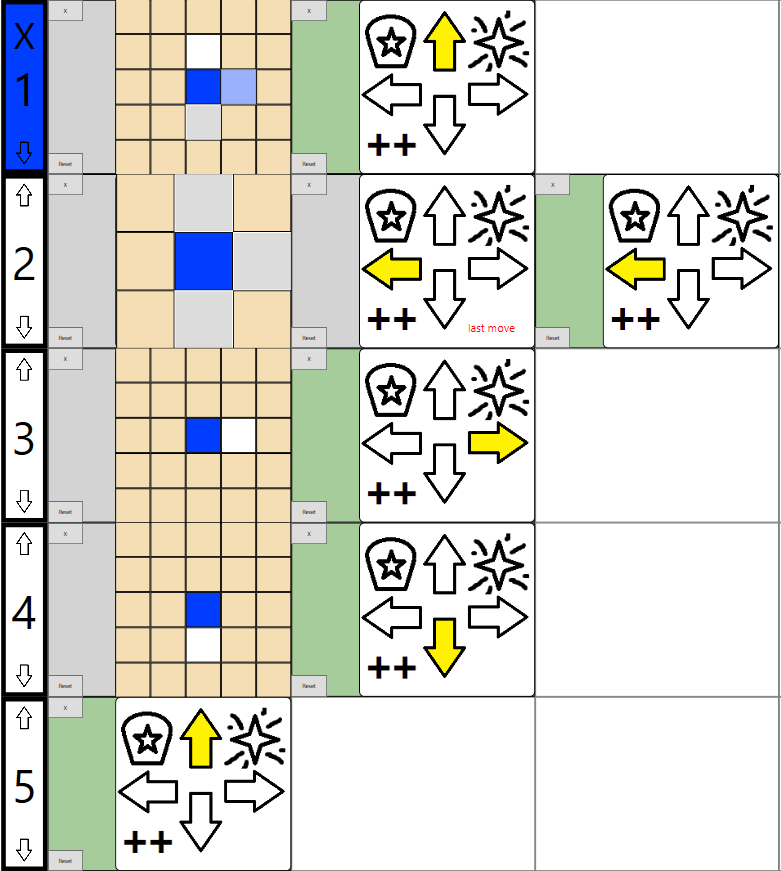 X
1
X
Reset
X
Reset
++
2
X
Reset
X
Reset
++
last move
X
Reset
++
3
X
Reset
X
Reset
++
4
X
Reset
X
Reset
++
5
X
Reset
++